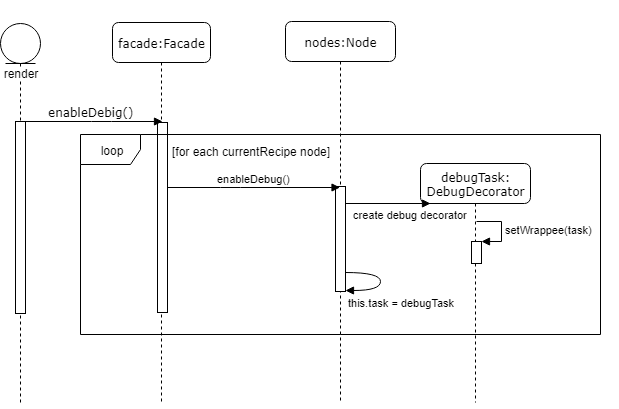 facade:Facade
nodes:Node
render
enableDebig()
loop
[for each currentRecipe node]
enableDebug()
debugTask:
DebugDecorator
create debug decorator
setWrappee(task)
this.task = debugTask